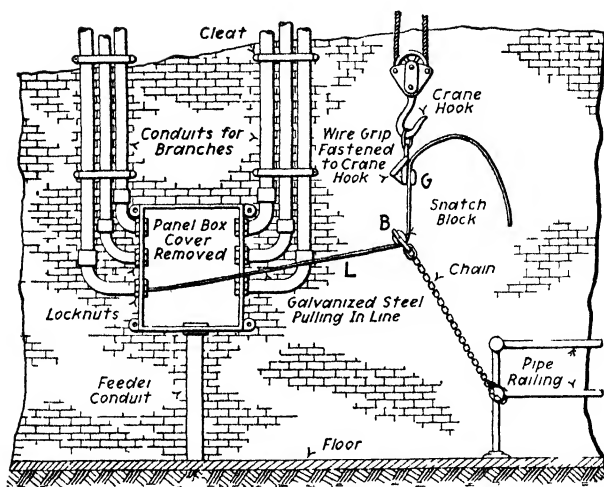 Cleat
Crane
Hook
Conduits for
Branches
Wire Grip
Fastened
to Crane
Hook
G
Snatch
Block
Panel Box
Cover
Removed
B
L
Chain
Locknuts
Galvanized Steel
Pulling In Line
Feeder
Conduit
Pipe
Railing
Floor